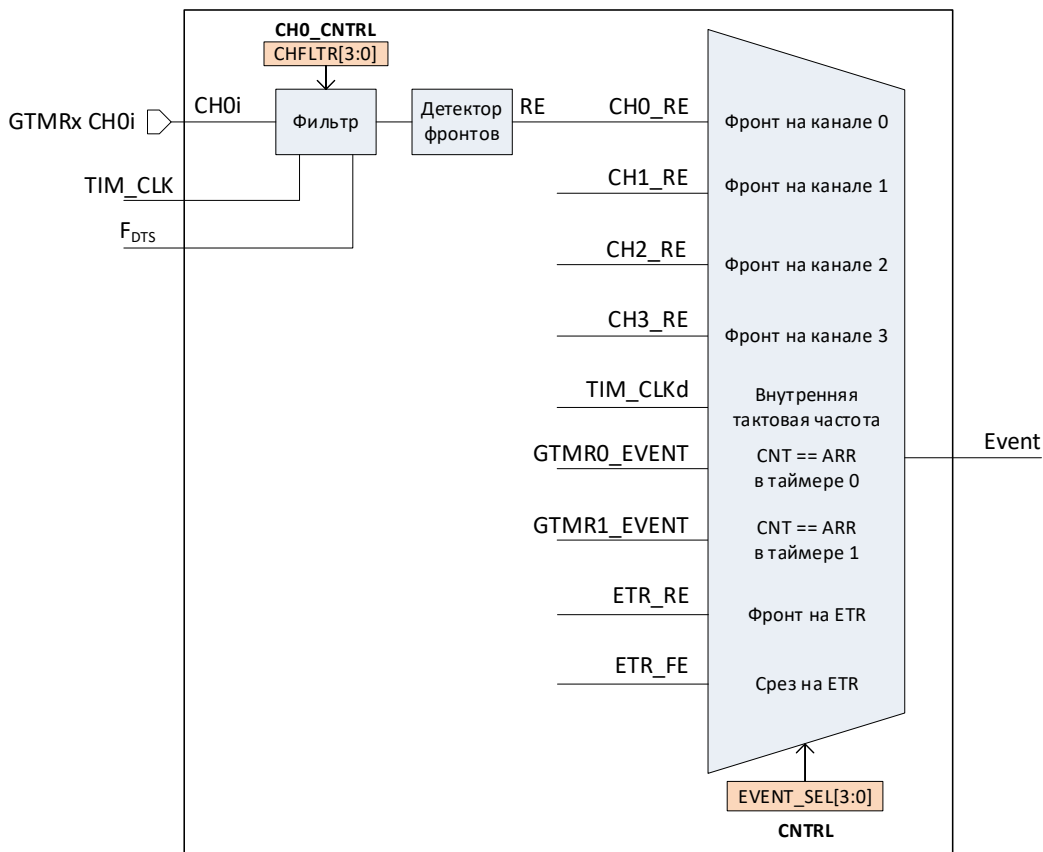 CH0_CNTRL
CHFLTR[3:0]
GTMRx CH0i
CH0i
Фильтр
Детектор
фронтов
RE
CH0_RE
Фронт на канале 0
TIM_CLK
FDTS
CH1_RE
Фронт на канале 1
CH2_RE
Фронт на канале 2
CH3_RE
Фронт на канале 3
TIM_CLKd
Внутренняя
тактовая частота
GTMR0_EVENT
CNT == ARR
в таймере 0
Event
GTMR1_EVENT
CNT == ARR
в таймере 1
ETR_RE
Фронт на ETR
ETR_FE
Срез на ETR
EVENT_SEL[3:0]
CNTRL